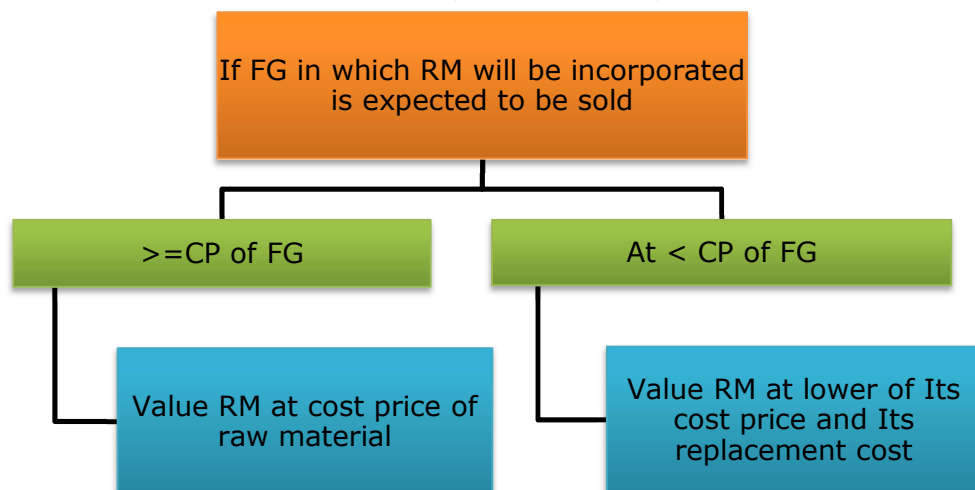 If FG in which RM will be incorporated
is expected to be sold
>=CP of FG
At < CP of FG
Value RM at cost price of
raw material
Value RM at lower of Its
cost price and Its
replacement cost